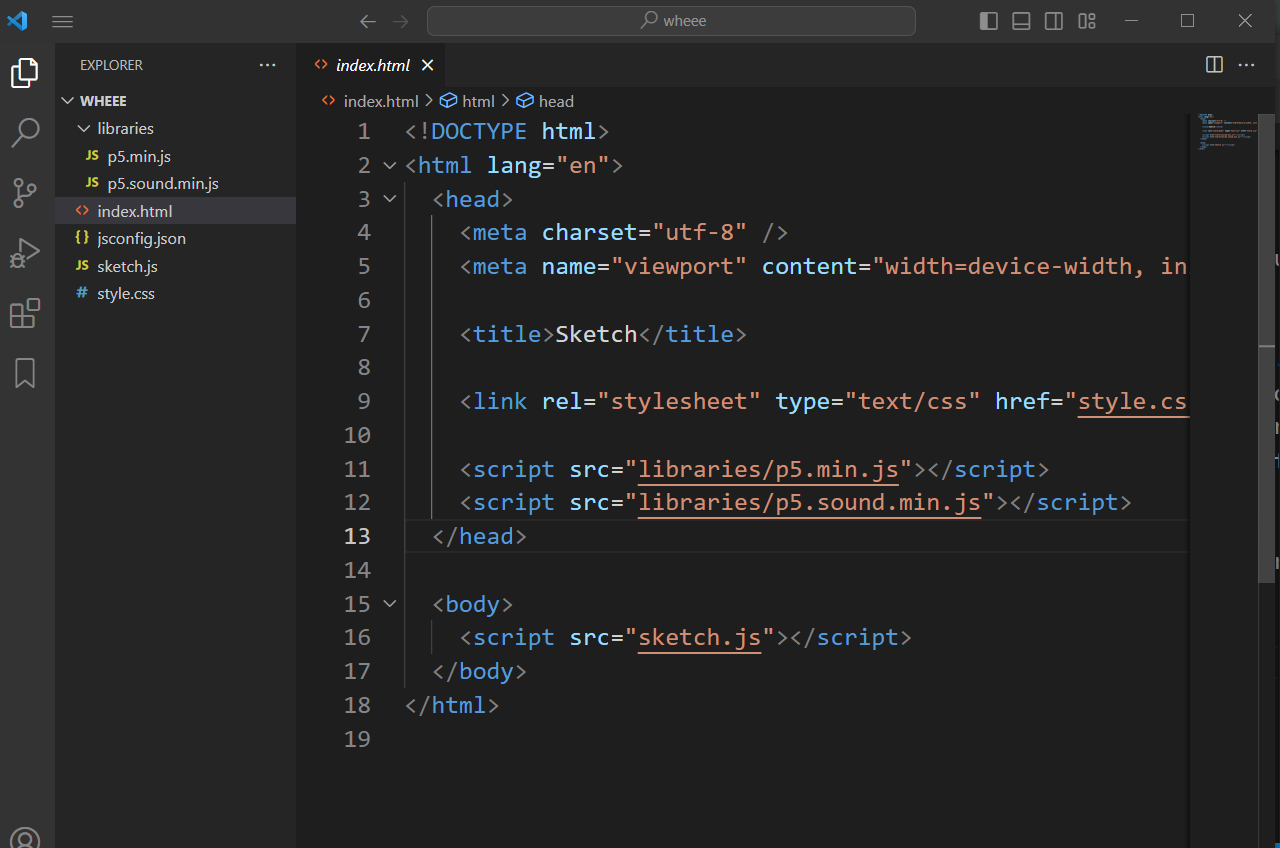 wheee
EXPLORER
WHEEE
libraries
JS p5.min.js
JS p5.sound.min.js
<> index.html
{} jsconfig.json
JS sketch.js
# style.css
<> index.html
<> index.html > html > head
1 <!DOCTYPE html>
2 <html lang="en">
3 <head>
4 <meta charset="utf-8" />
5 <meta name="viewport" content="width=device-width, in
6
7 <title>Sketch</title>
8
9 <link rel="stylesheet" type="text/css" href="style.cs
10
11 <script src="libraries/p5.min.js"></script>
12 <script src="libraries/p5.sound.min.js"></script>
13 </head>
14
15 <body>
16 <script src="sketch.js"></script>
17 </body>
18 </html>
19